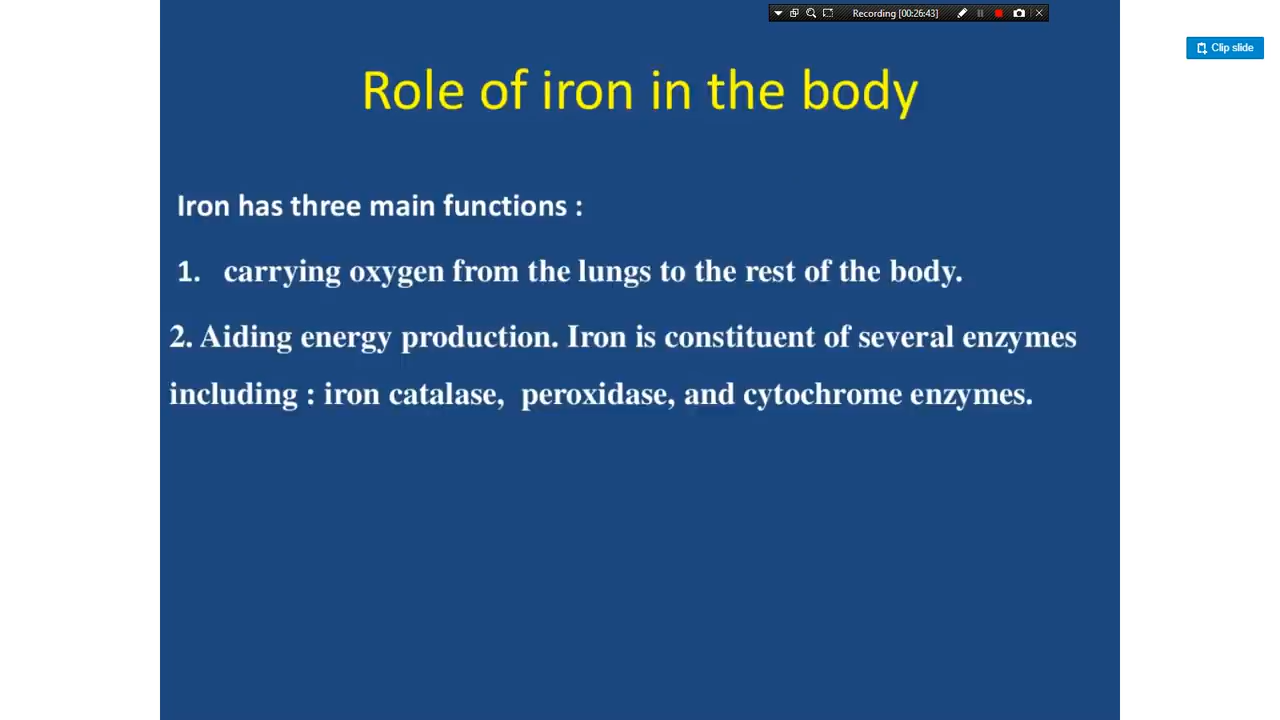 Recording [00:26:43]
Clip slide
Role of iron in the body
Iron has three main functions :
1. carrying oxygen from the lungs to the rest of the body.
2. Aiding energy production. Iron is constituent of several enzymes
including : iron catalase, peroxidase, and cytochrome enzymes.